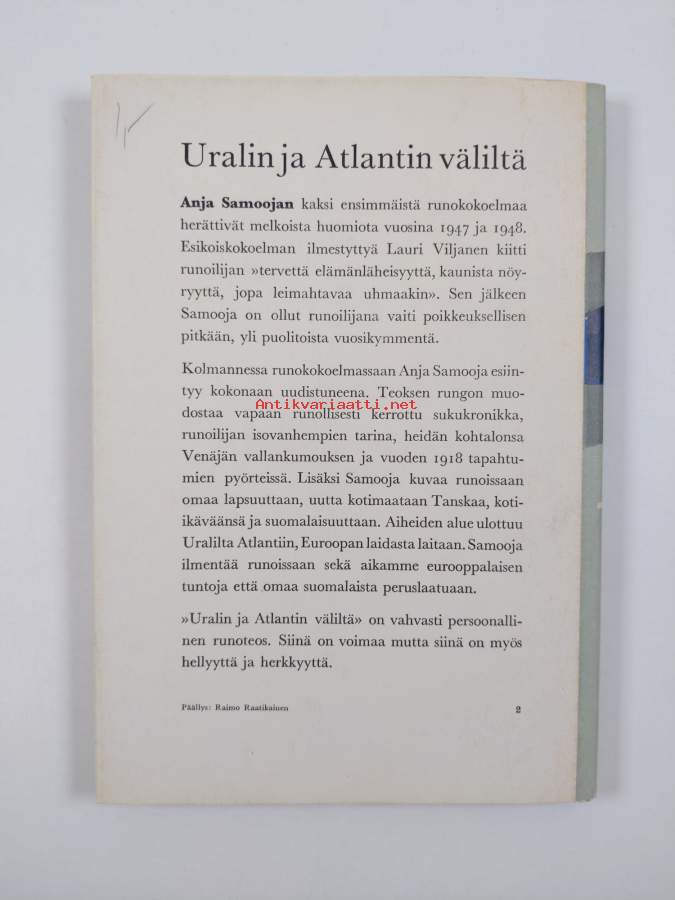 Uralin ja Atlantin väliltä
Anja Samoojan kaksi ensimmäistä runokokoelmaa
herättivät melkoista huomiota vuosina 1947 ja 1948.
Esikoiskokoelman ilmestyttyä Lauri Viljanen kiitti
runoilijan »tervettä elämänläheisyyttä, kaunista nöy-
ryyttä, jopa leimahtavaa uhmaakin». Sen jälkeen
Samooja on ollut runoilijana vaiti poikkeuksellisen
pitkään, yli puolitoista vuosikymmentä.
Kolmannessa runokokoelmassaan Anja Samooja esiin-
tyy kokonaan uudistuneena. Teoksen rungon muo-
Antikvariaatti.net
dostaa vapaan runollisesti kerrottu sukukronikka,
runoilijan isovanhempien tarina, heidän kohtalonsa
Venäjän vallankumouksen ja vuoden 1918 tapahtu-
mien pyörteissä. Lisäksi Samooja kuvaa runoissaan
omaa lapsuuttaan, uutta kotimaataan Tanskaa, koti-
ikäväänsä ja suomalaisuuttaan. Aiheiden alue ulottuu
Uralilta Atlantiin, Euroopan laidasta laitaan. Samooja
ilmentää runoissaan sekä aikamme eurooppalaisen
tuntoja että omaa suomalaista peruslaatuaan.
»Uralin ja Atlantin väliltä» on vahvasti persoonalli-
nen runoteos. Siinä on voimaa mutta siinä on myös
hellyyttä ja herkkyyttä.
Päällys: Raimo Raatikainen 2